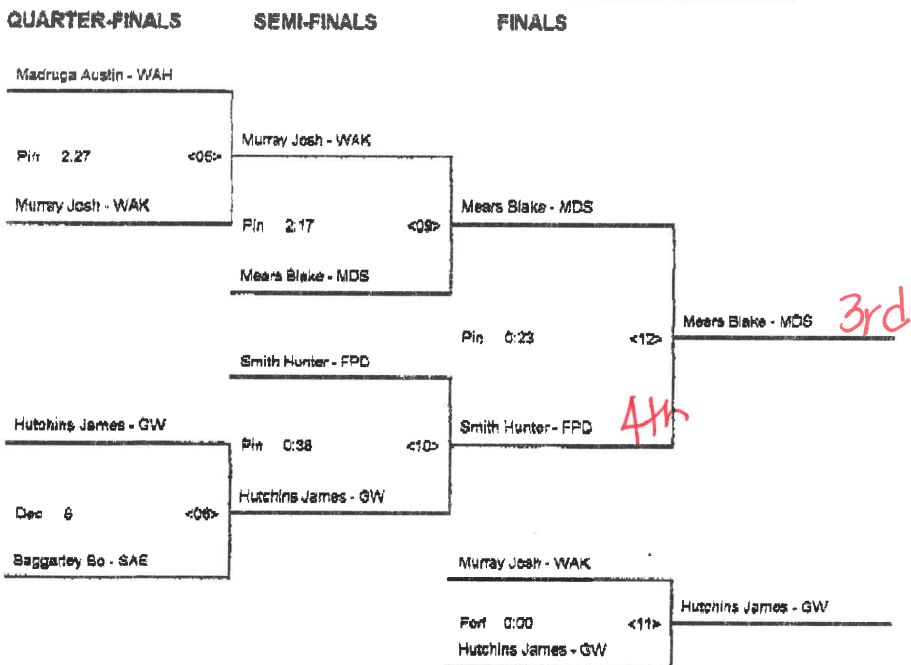 QUARTER-FINALS SEMI-FINALS FINALS
Madruga Austin - WAH
Murray Josh - WAK
Pin 2:27 <05>
Murray Josh - WAK
Mears Blake - MDS
Pin 2:17 <09>
Mears Blake - MDS
Mears Blake - MDS 3rd
Pin 0:23 <12>
Smith Hunter - FPD
Hutchins James - GW
Smith Hunter - FPD 4th
Pin 0:38 <10>
Hutchins James - GW
Dec 6 <06>
Baggarley Bo - SAE
Murray Josh - WAK
Hutchins James - GW
Forf 0:00 <11>
Hutchins James - GW